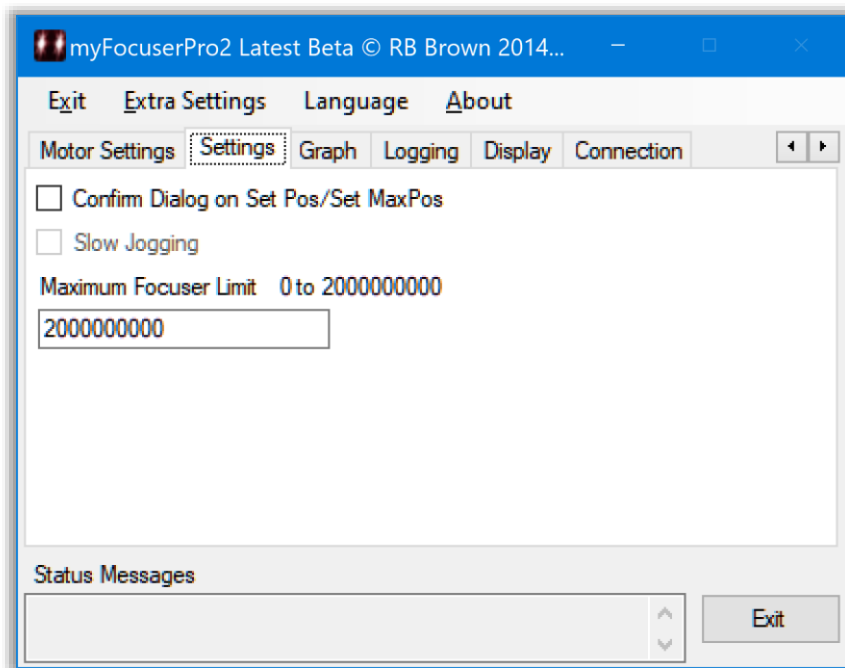 myFocuserPro2 Latest Beta © RB Brown 2014...
Exit Extra Settings Language About
Motor Settings Settings Graph Logging Display Connection
Confirm Dialog on Set Pos/Set MaxPos
Slow Jogging
Maximum Focuser Limit 0 to 2000000000
2000000000
Status Messages
Exit